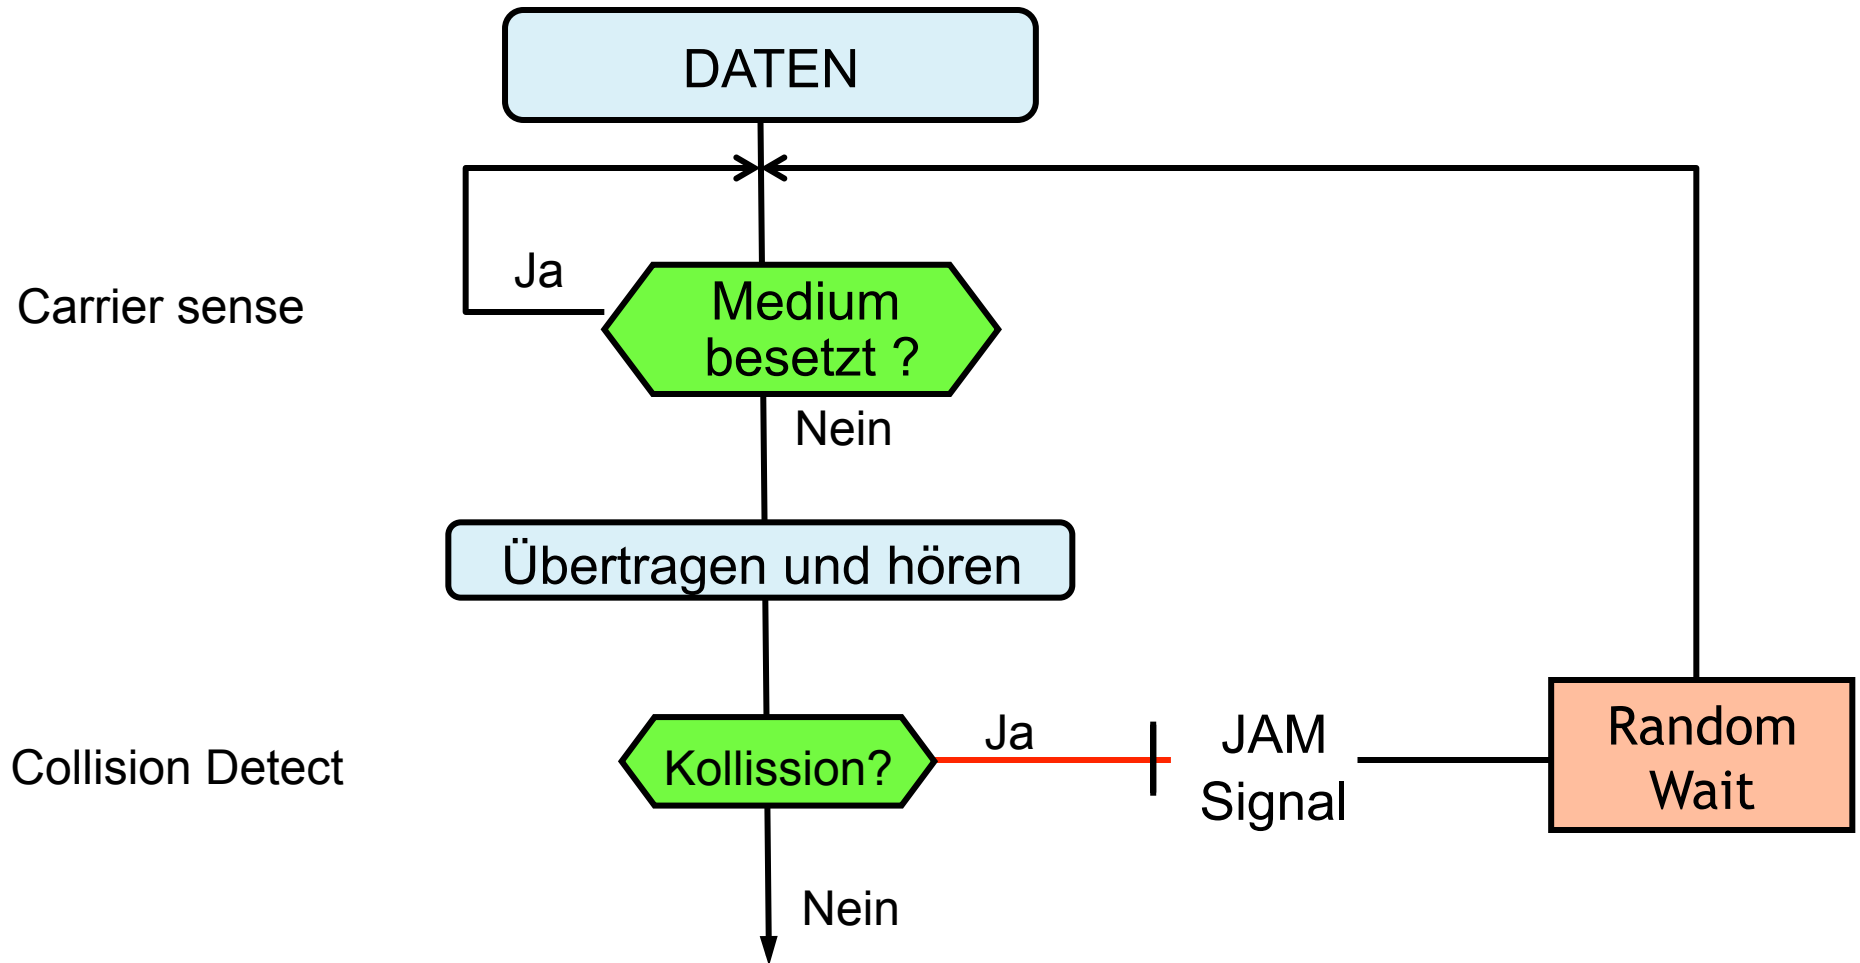 DATEN
Ja
Carrier sense
Medium
besetzt ?
Nein
Übertragen und hören
Collision Detect
Kollission?
Ja
JAM
Signal
Random
Wait
Nein